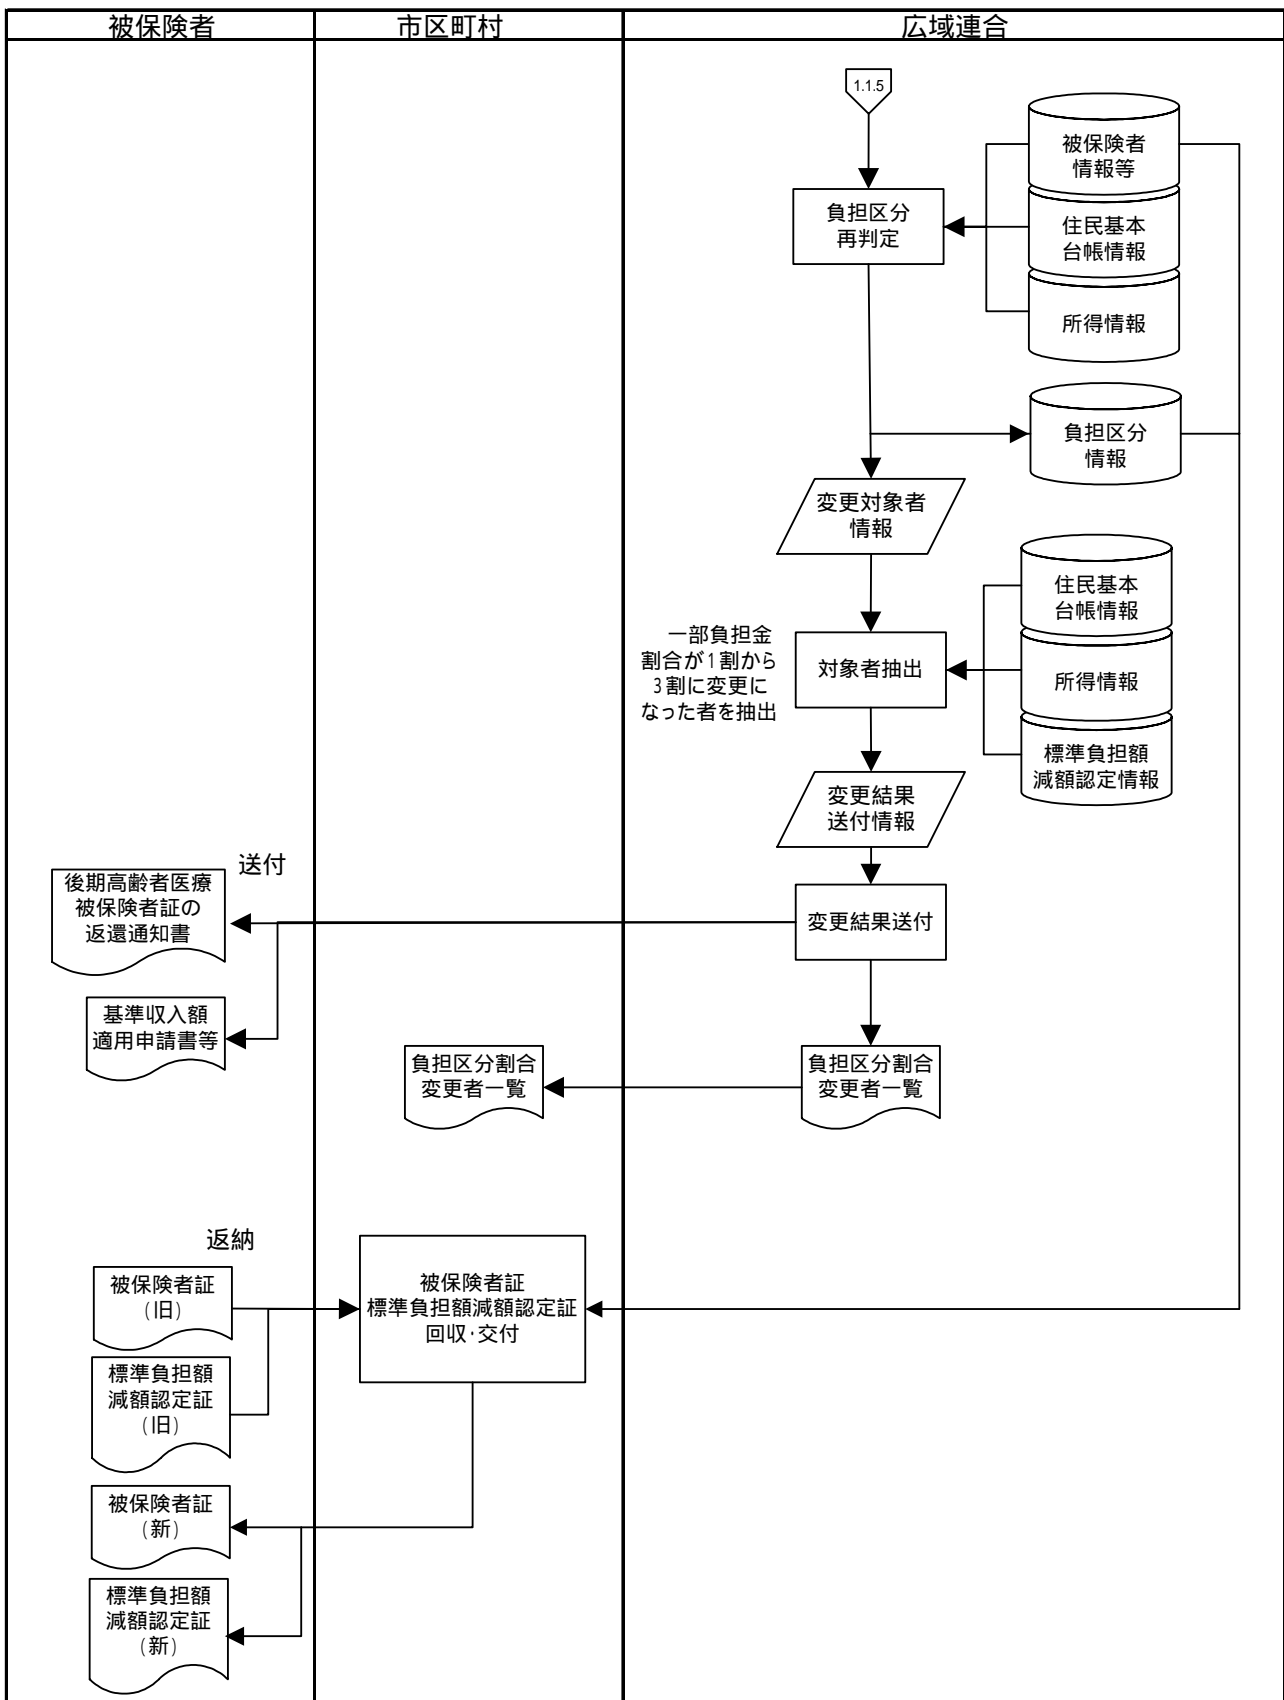 被保険者
市区町村
広域連合
1.1.5
被保険者
情報等
負担区分
再判定
住民基本
台帳情報
所得情報
負担区分
情報
変更対象者
情報
住民基本
台帳情報
一部負担金
割合が1割から
3割に変更に
なった者を抽出
対象者抽出
所得情報
標準負担額
減額認定情報
変更結果
送付情報
送付
後期高齢者医療
被保険者証の
返還通知書
変更結果送付
基準収入額
適用申請書等
負担区分割合
変更者一覧
負担区分割合
変更者一覧
返納
被保険者証
(旧)
被保険者証
標準負担額減額認定証
回収・交付
標準負担額
減額認定証
(旧)
被保険者証
(新)
標準負担額
減額認定証
(新)